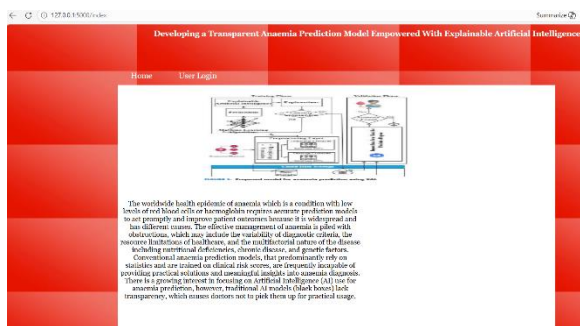 127.0.0.1:5000/index
Summarize
Developing a Transparent Anaemia Prediction Model Empowered With Explainable Artificial Intelligence
Home User Login
Training Phase Validation Phase
The worldwide health epidemic of anaemia which is a condition with low
levels of red blood cells or haemoglobin requires accurate prediction models
to act promptly and improve patient outcomes because it is widespread and
has different causes. The effective management of anaemia is piled with
obstructions, which may include the variability of diagnostic criteria, the
resource limitations of healthcare, and the multifactorial nature of the disease
including nutritional deficiencies, chronic disease, and genetic factors.
Conventional anaemia prediction models, that predominantly rely on
statistics and are trained on clinical risk scores, are frequently incapable of
providing practical solutions and meaningful insights into anaemia diagnosis.
There is a growing interest in focusing on Artificial Intelligence (AI) use for
anaemia prediction, however, traditional AI models (black boxes) lack
transparency, which causes doctors not to pick them up for practical usage.